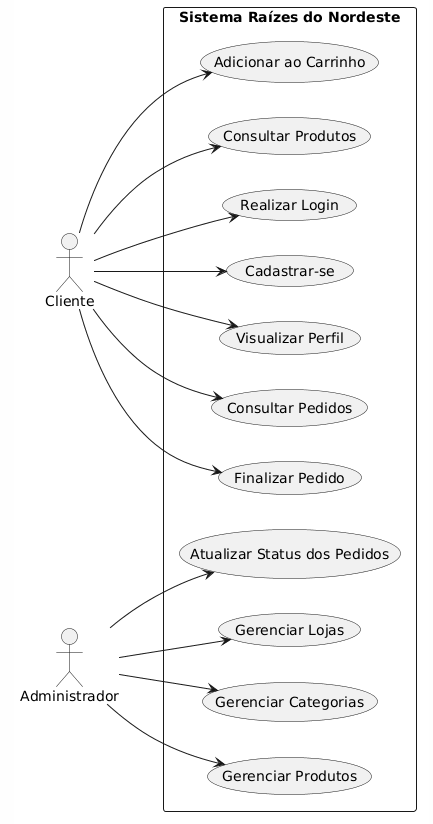 Sistema Raízes do Nordeste
Adicionar ao Carrinho
Consultar Produtos
Realizar Login
Cadastrar-se
Cliente
Visualizar Perfil
Consultar Pedidos
Finalizar Pedido
Atualizar Status dos Pedidos
Gerenciar Lojas
Administrador
Gerenciar Categorias
Gerenciar Produtos